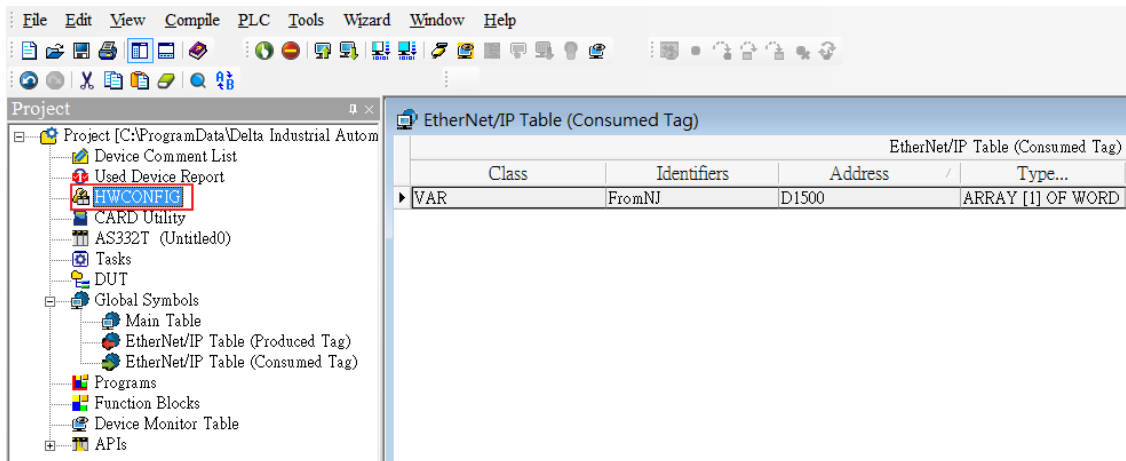 File Edit View Compile PLC Tools Wizard Window Help
Project
Project [C:\ProgramData\Delta Industrial Autom
Device Comment List
Used Device Report
HWCONFIG
CARD Utility
AS332T (Untitled0)
Tasks
DUT
Global Symbols
Main Table
EtherNet/IP Table (Produced Tag)
EtherNet/IP Table (Consumed Tag)
Programs
Function Blocks
Device Monitor Table
APIs
EtherNet/IP Table (Consumed Tag)
EtherNet/IP Table (Consumed Tag)
Class Identifiers Address Type...
VAR FromNJ D1500 ARRAY [1] OF WORD